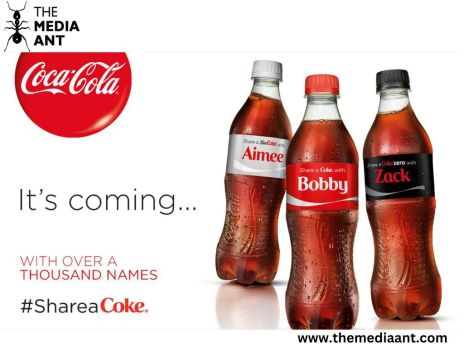 THE
MEDIA
ANT
Coca-Cola
It's coming...
WITH OVER A
THOUSAND NAMES
#ShareaCoke®
Share a Diet Coke with
Aimee
Share a Coke with
Bobby
Share a Coke zero with
Zack
www.themediaant.com